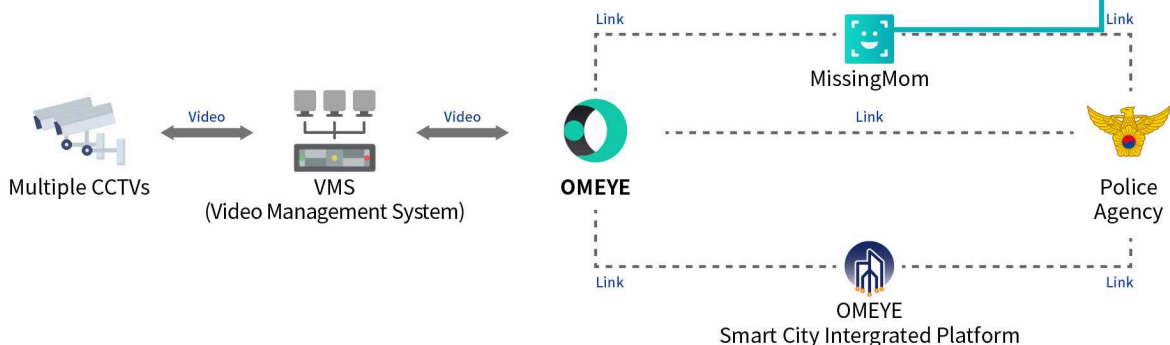 Link
Link
MissingMom
Video
Video
Link
Multiple CCTVs
VMS
(Video Management System)
OMEYE
Police
Agency
Link
Link
OMEYE
Smart City Intergrated Platform